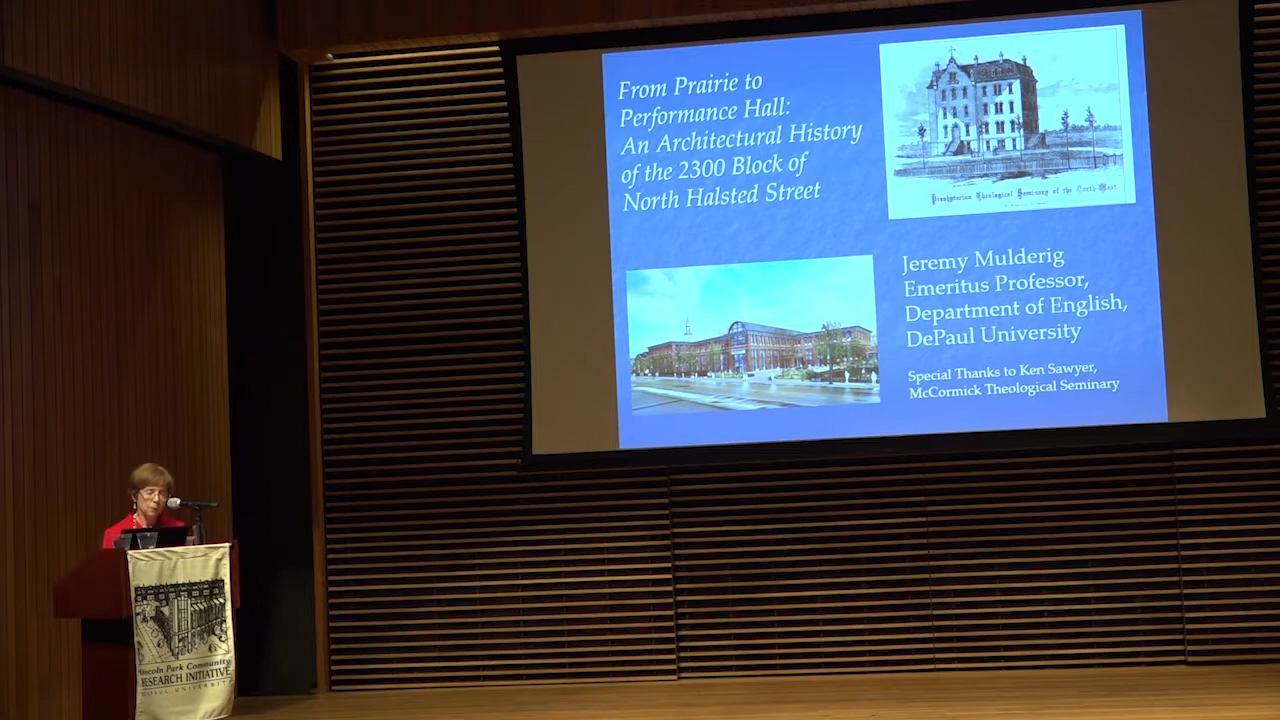 From Prairie to
Performance Hall:
An Architectural History
of the 2300 Block of
North Halsted Street
Presbyterian Theological Seminary of the North-West.
Jeremy Mulderig
Emeritus Professor,
Department of English,
DePaul University
Special Thanks to Ken Sawyer,
McCormick Theological Seminary
Lincoln Park Community
RESEARCH INITIATIVE
DEPAUL UNIVERSITY